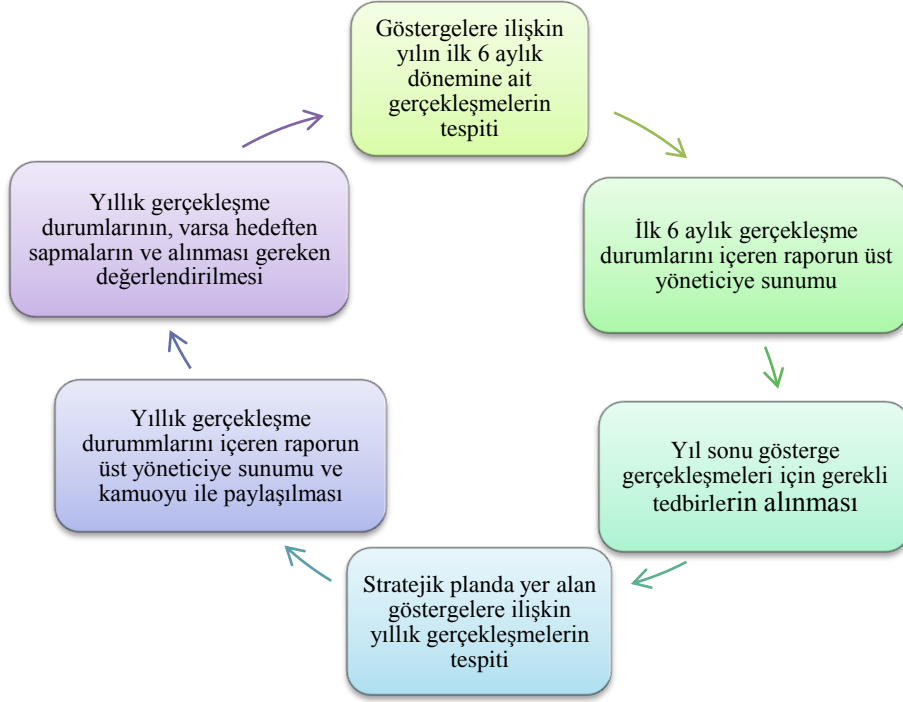 Göstergelere ilişkin
yılın ilk 6 aylık
dönemine ait
gerçekleşmelerin
tespiti
İlk 6 aylık gerçekleşme
durumlarını içeren raporun üst
yöneticiye sunumu
Yıl sonu gösterge
gerçekleşmeleri için gerekli
tedbirlerin alınması
Stratejik planda yer alan
göstergelere ilişkin
yıllık gerçekleşmelerin
tespiti
Yıllık gerçekleşme
durummlarını içeren raporun
üst yöneticiye sunumu ve
kamuoyu ile paylaşılması
Yıllık gerçekleşme
durumlarının, varsa hedeften
sapmaların ve alınması gereken
değerlendirilmesi